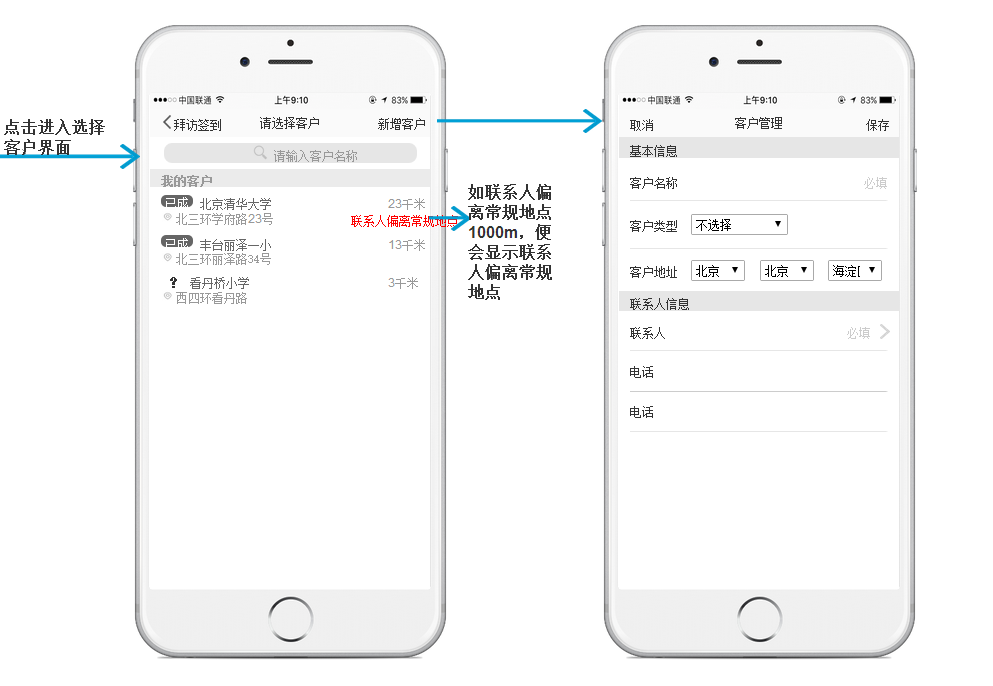 点击进入选择
客户界面
中国联通
上午9:10
83%
拜访签到
请选择客户
新增客户
请输入客户名称
我的客户
已成
北京清华大学
23千米
北三环学府路23号
联系人偏离常规地点
已成
丰台丽泽一小
13千米
北三环丽泽路34号
?
看丹桥小学
3千米
西四环看丹路
如联系人偏
离常规地点
1000m，便
会显示联系
人偏离常规
地点
中国联通
上午9:10
83%
取消
客户管理
保存
基本信息
客户名称
必填
客户类型
不选择
客户地址
北京
北京
海淀
联系人信息
联系人
必填
电话
电话